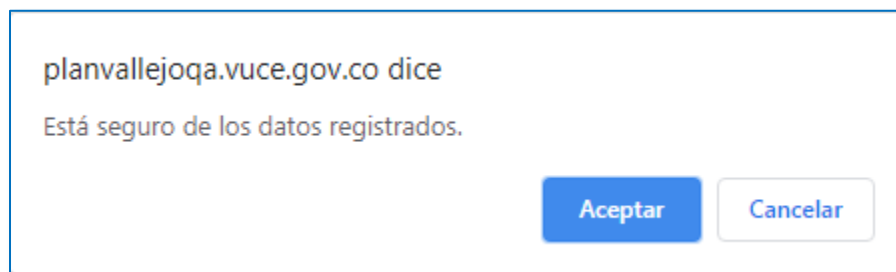 planvallejoqa.vuce.gov.co dice
Está seguro de los datos registrados.
Aceptar Cancelar